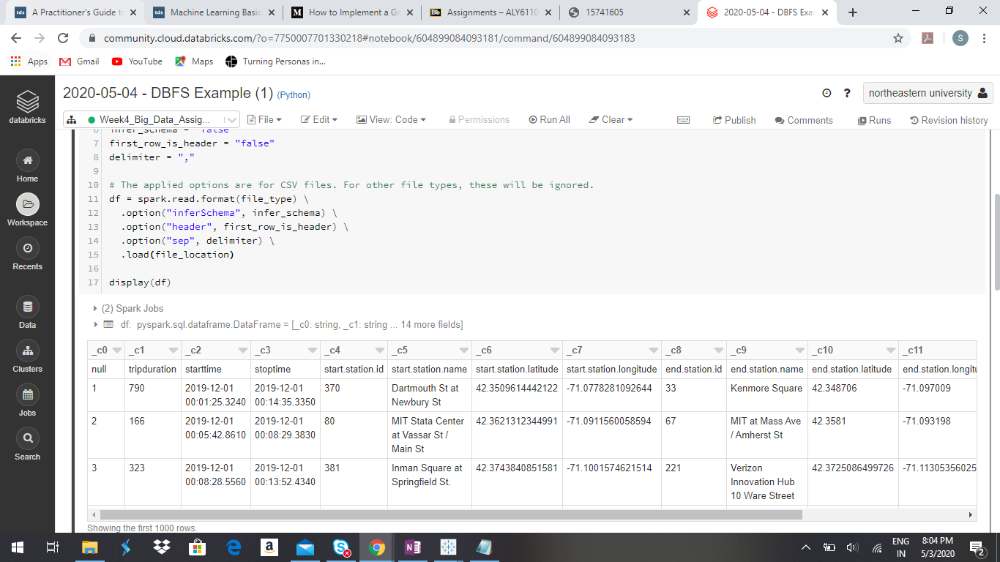 A Practitioner's Guide to
Machine Learning Basic
How to Implement a Gr
Assignments – ALY6110
15741605
2020-05-04 - DBFS Exam
community.cloud.databricks.com/?o=7750007701330218#notebook/604899084093181/command/604899084093183
S
Apps
Gmail
YouTube
Maps
Turning Personas in...
databricks
Home
Workspace
Recents
Data
Clusters
Jobs
Search
2020-05-04 - DBFS Example (1) (Python)
? northeastern university
Week4_Big_Data_Assig... File Edit View: Code Permissions Run All Clear Publish Comments Runs Revision history
6 infer_schema = "false"
7 first_row_is_header = "false"
8 delimiter = ","
9
10 # The applied options are for CSV files. For other file types, these will be ignored.
11 df = spark.read.format(file_type) \
12 .option("inferSchema", infer_schema) \
13 .option("header", first_row_is_header) \
14 .option("sep", delimiter) \
15 .load(file_location)
16
17 display(df)
(2) Spark Jobs
df: pyspark.sql.dataframe.DataFrame = [_c0: string, _c1: string ... 14 more fields]
_c0 _c1 _c2 _c3 _c4 _c5 _c6 _c7 _c8 _c9 _c10 _c11
null tripduration starttime stoptime start.station.id start.station.name start.station.latitude start.station.longitude end.station.id end.station.name end.station.latitude end.station.longitu
1 790 2019-12-01 2019-12-01 370 Dartmouth St at 42.3509614442122 -71.0778281092644 33 Kenmore Square 42.348706 -71.097009
00:01:25.3240 00:14:35.3350 Newbury St
2 166 2019-12-01 2019-12-01 80 MIT Stata Center 42.3621312344991 -71.0911560058594 67 MIT at Mass Ave 42.3581 -71.093198
00:05:42.8610 00:08:29.3830 at Vassar St / / Amherst St
Main St
3 323 2019-12-01 2019-12-01 381 Inman Square at 42.3743840851581 -71.1001574621514 221 Verizon 42.3725086499726 -71.11305356025
00:08:28.5560 00:13:52.4340 Springfield St. Innovation Hub
10 Ware Street
Showing the first 1000 rows.
ENG
IN
8:04 PM
5/3/2020
2